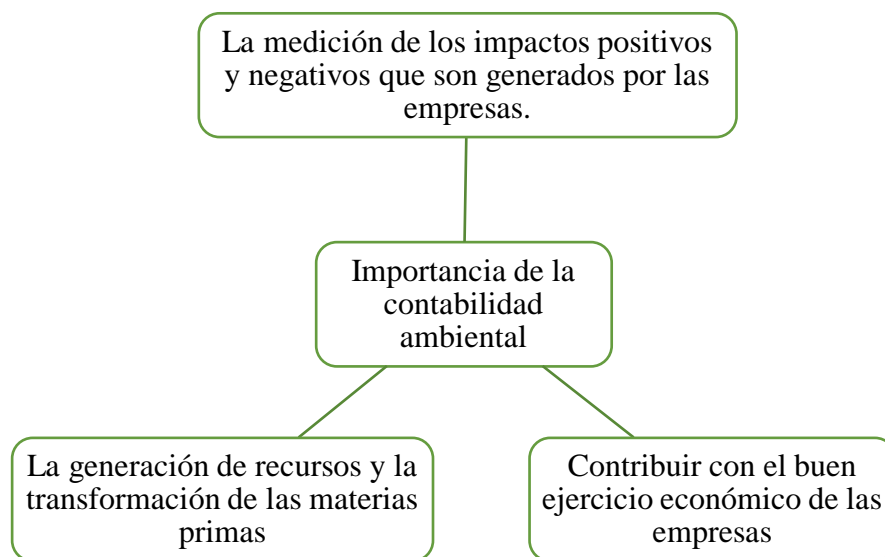 La medición de los impactos positivos
y negativos que son generados por las
empresas.
Importancia de la
contabilidad
ambiental
La generación de recursos y la
transformación de las materias
primas
Contribuir con el buen
ejercicio económico de las
empresas